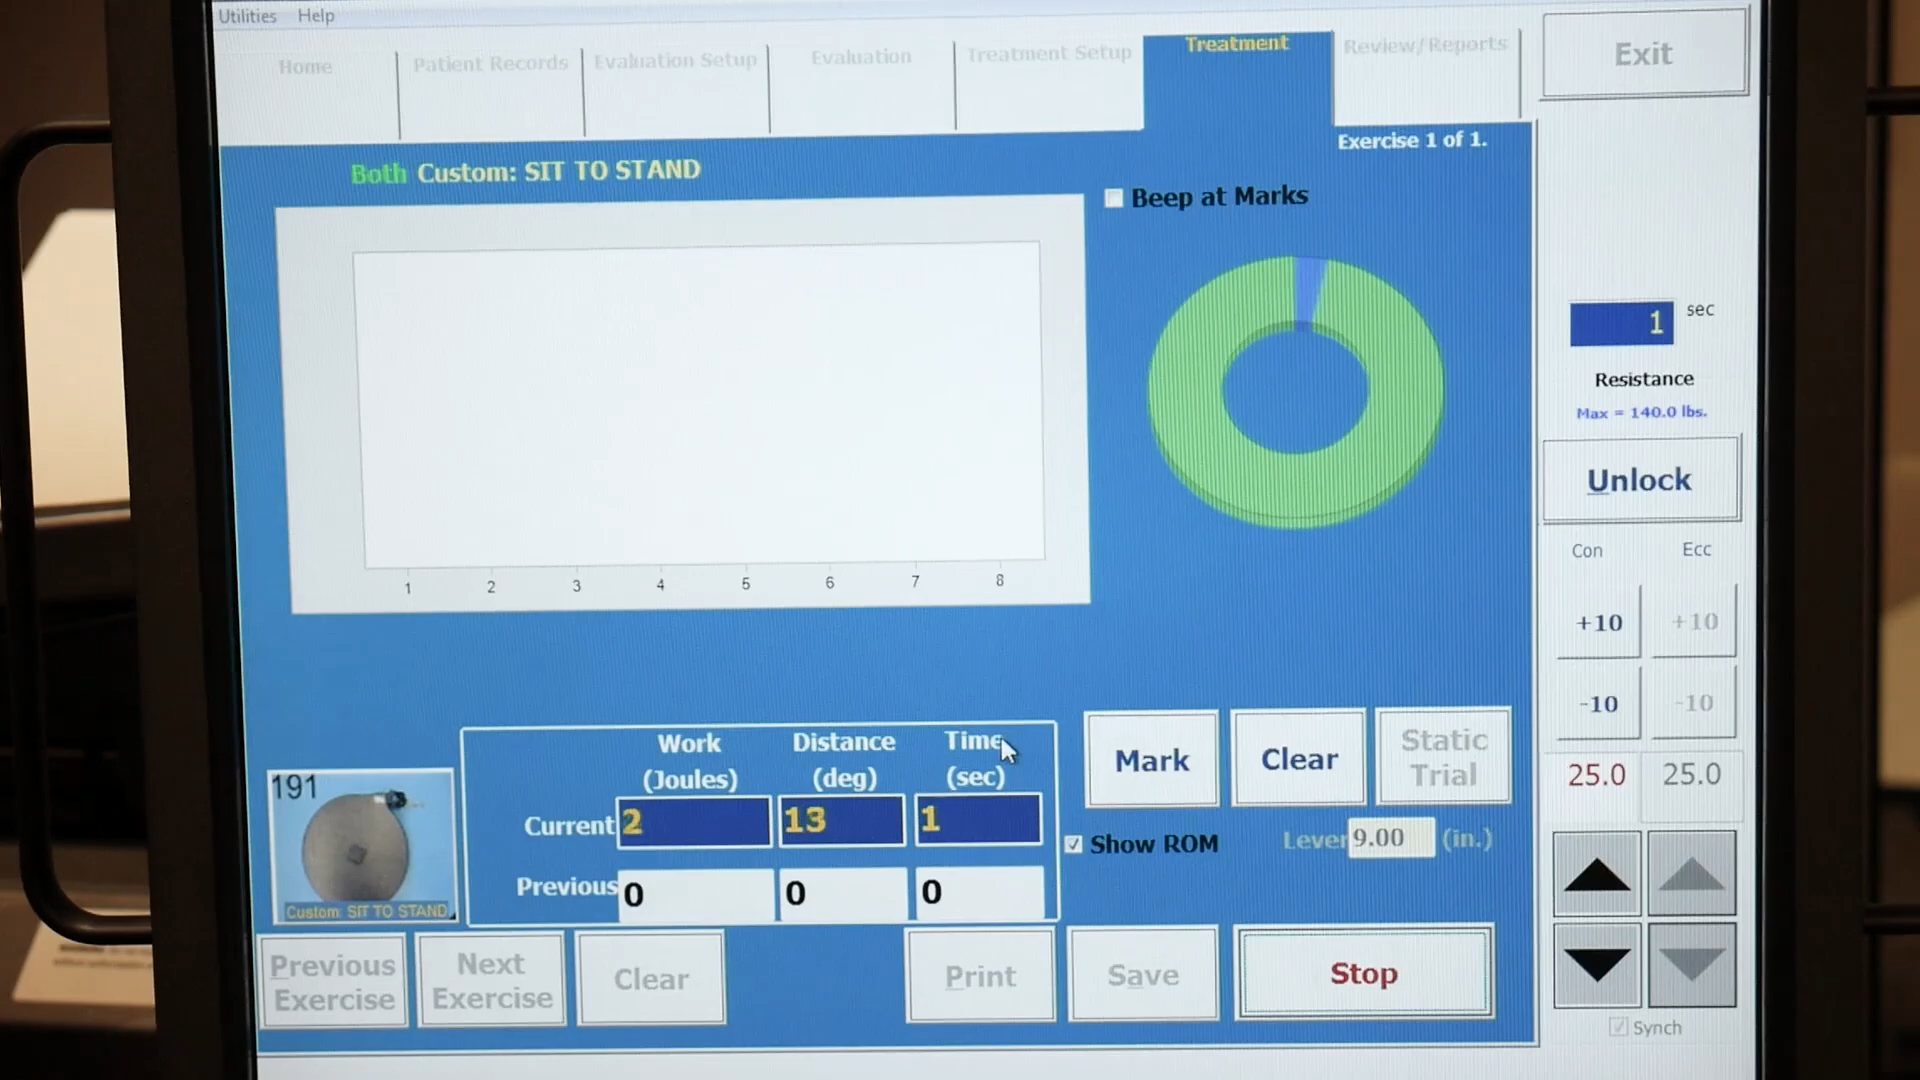 Utilities Help
Home Patient Records Evaluation Setup Evaluation Treatment Setup Treatment Review/Reports Exit
Exercise 1 of 1.
Both Custom: SIT TO STAND
Beep at Marks
1 sec
Resistance
Max = 140.0 lbs.
Unlock
Con Ecc
1 2 3 4 5 6 7 8
+10 +10
-10 -10
25.0 25.0
Work
(Joules)
Distance
(deg)
Time
(sec)
Mark
Clear
Static
Trial
191
Custom: SIT TO STAND
Current 2 13 1
Show ROM
Lever 9.00 (in.)
Previous 0 0 0
Previous
Exercise
Next
Exercise
Clear
Print
Save
Stop
Synch